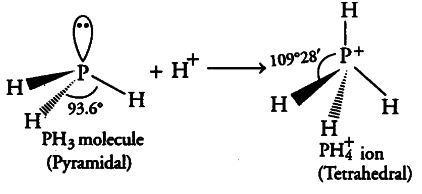 H
P
+ H⁺
109°28′
P⁺
H
H
H
93.6°
H
H
H
PH₃ molecule
(Pyramidal)
PH₄⁺ ion
(Tetrahedral)